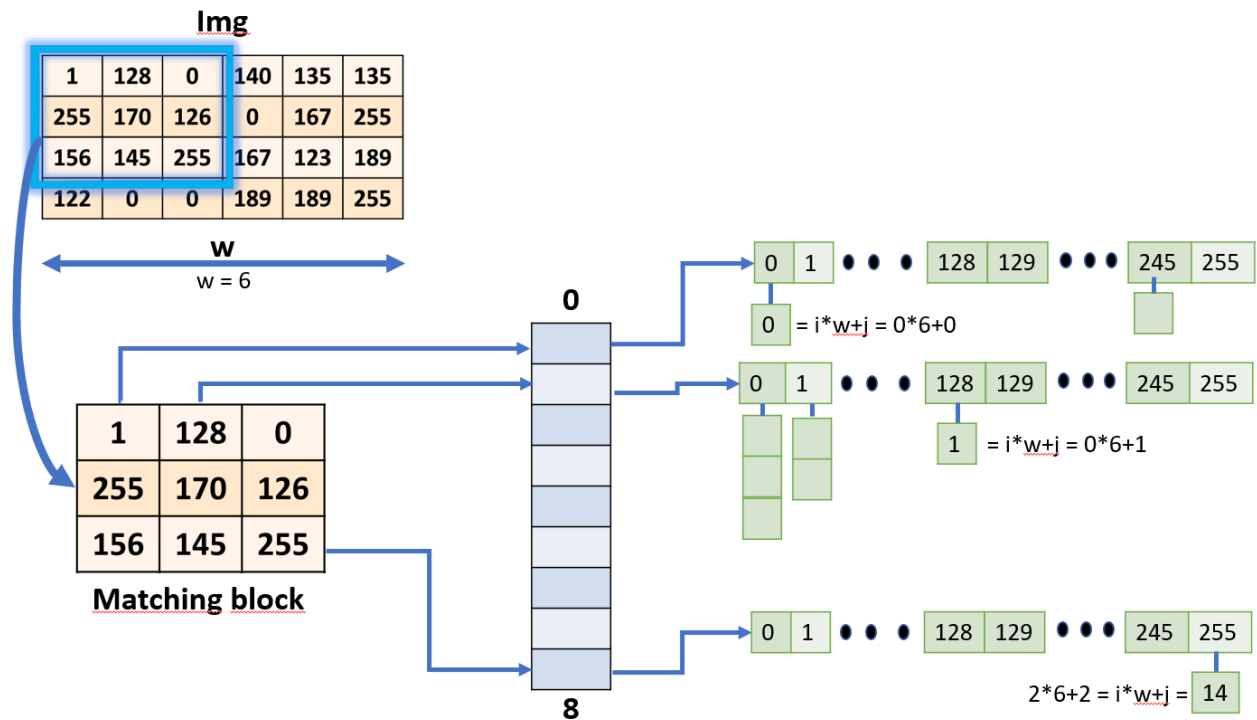 Img
1 128 0 140 135 135
255 170 126 0 167 255
156 145 255 167 123 189
122 0 0 189 189 255
w
w = 6
0
0 1 128 129 245 255
0 = i*w+j = 0*6+0
0 1 128 129 245 255
1 = i*w+j = 0*6+1
1 128 0
255 170 126
156 145 255
Matching block
0 1 128 129 245 255
2*6+2 = i*w+j = 14
8